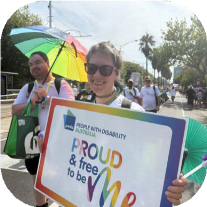 PEOPLE WITH DISABILITY
AUSTRALIA
PROUD
& free
to be
Me